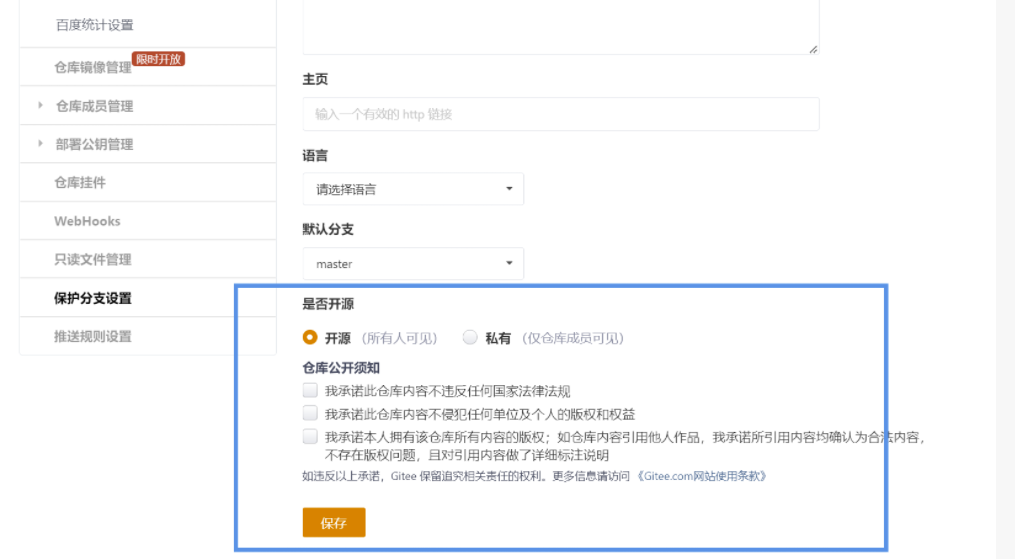 百度统计设置
仓库镜像管理 限时开放
仓库成员管理
部署公钥管理
仓库挂件
WebHooks
只读文件管理
保护分支设置
推送规则设置
主页
输入一个有效的 http 链接
语言
请选择语言
默认分支
master
是否开源
开源 （所有人可见） 私有 （仅仓库成员可见）
仓库公开须知
我承诺此仓库内容不违反任何国家法律法规
我承诺此仓库内容不侵犯任何单位及个人的版权和权益
我承诺本人拥有该仓库所有内容的版权；如仓库内容引用他人作品，我承诺所引用内容均确认为合法内容，
不存在版权问题，且对引用内容做了详细标注说明
如违反以上承诺，Gitee 保留追究相关责任的权利。更多信息请访问 《Gitee.com网站使用条款》
保存